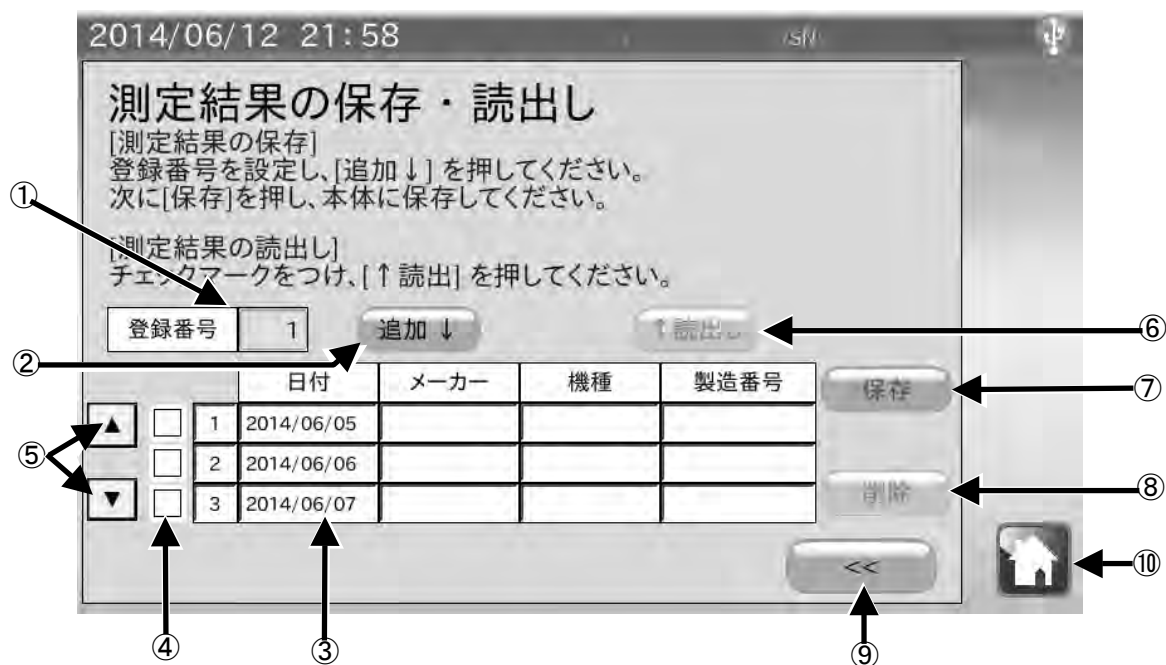 2014/06/12 21:58
/SN
測定結果の保存・読出し
[測定結果の保存]
登録番号を設定し、[追加↓] を押してください。
次に[保存]を押し、本体に保存してください。
①
[測定結果の読出し]
チェックマークをつけ、[↑読出] を押してください。
登録番号 1 追加 ↓ ↑読出し ⑥
②
日付 メーカー 機種 製造番号 保存 ⑦
▲ 1 2014/06/05
⑤ 2 2014/06/06
▼ 3 2014/06/07 削除 ⑧
<< ⑩
④ ③ ⑨